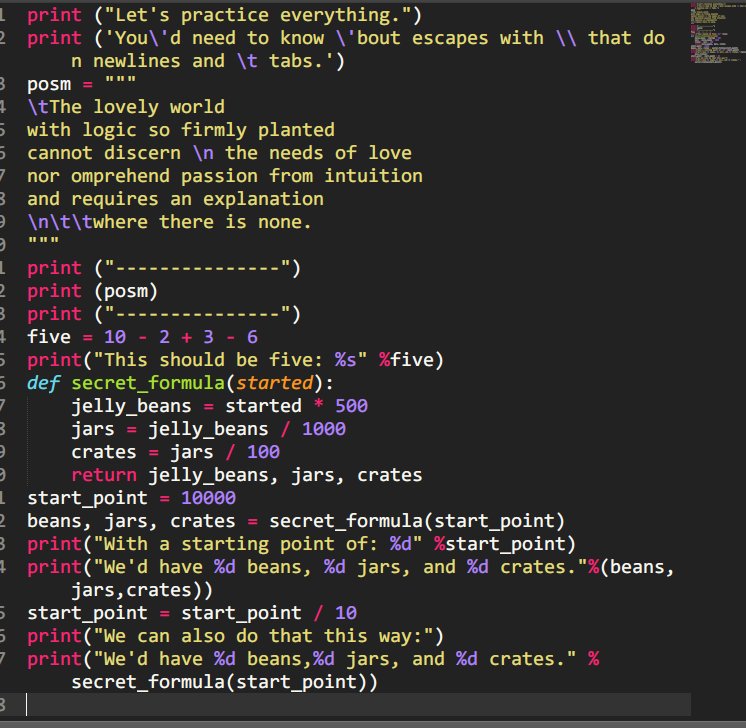 1 print ("Let's practice everything.")
2 print ('You\'d need to know \'bout escapes with \\ that do
n newlines and \t tabs.')
3 posm = """
4 \tThe lovely world
5 with logic so firmly planted
6 cannot discern \n the needs of love
7 nor omprehend passion from intuition
8 and requires an explanation
9 \n\t\twhere there is none.
0 """
1 print ("---------------")
2 print (posm)
3 print ("---------------")
4 five = 10 - 2 + 3 - 6
5 print("This should be five: %s" %five)
6 def secret_formula(started):
7     jelly_beans = started * 500
8     jars = jelly_beans / 1000
9     crates = jars / 100
0     return jelly_beans, jars, crates
1 start_point = 10000
2 beans, jars, crates = secret_formula(start_point)
3 print("With a starting point of: %d" %start_point)
4 print("We'd have %d beans, %d jars, and %d crates."%(beans,
jars,crates))
5 start_point = start_point / 10
6 print("We can also do that this way:")
7 print("We'd have %d beans,%d jars, and %d crates." %
secret_formula(start_point))
8